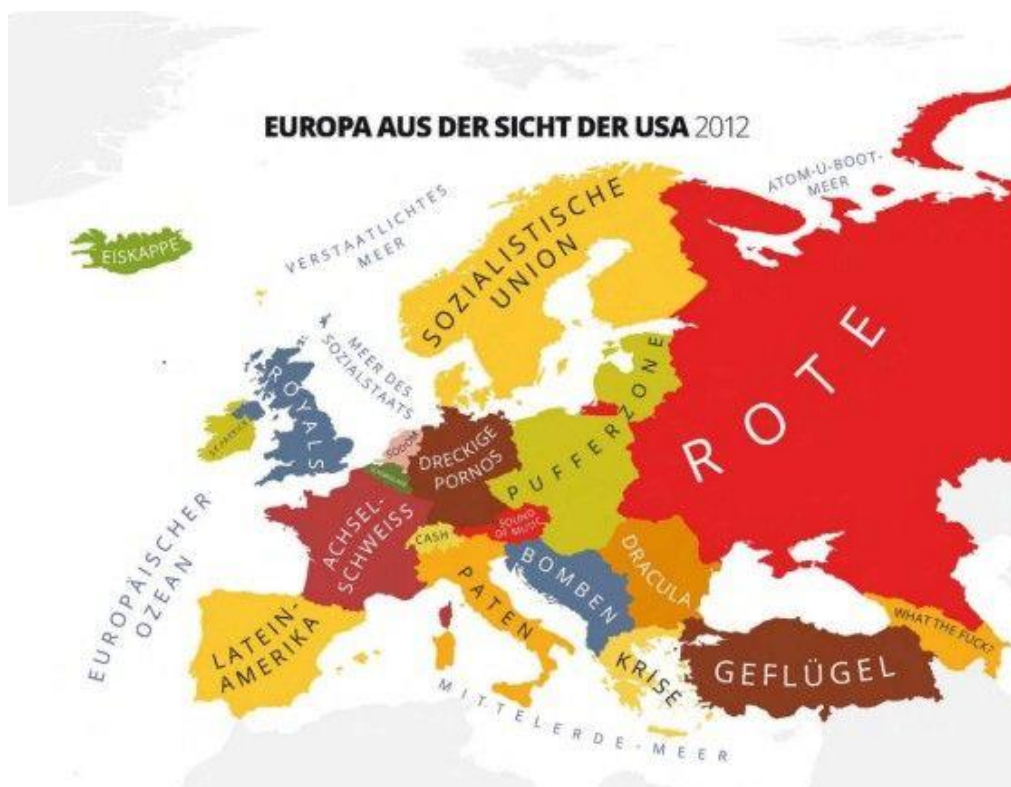 EUROPA AUS DER SICHT DER USA 2012
ATOM-U-BOOT-
MEER
VERSTAATLICHTES
MEER
EISKAPPE
SOZIALISTISCHE
UNION
MEER DES
SOZIALSTAATS
ROTE
ROYALS
PUFFERZONE
SODOM
DRECKIGE
PORNOS
ACHSEL-
SCHWEISS
CASH
SOUND
OF MUSIC
EUROPÄISCHER
OZEAN
BOMBEN
DRACULA
PATEN
WHAT THE FUCK?
LATEIN-
AMERIKA
KRISE
GEFLÜGEL
MITTELERDE-MEER